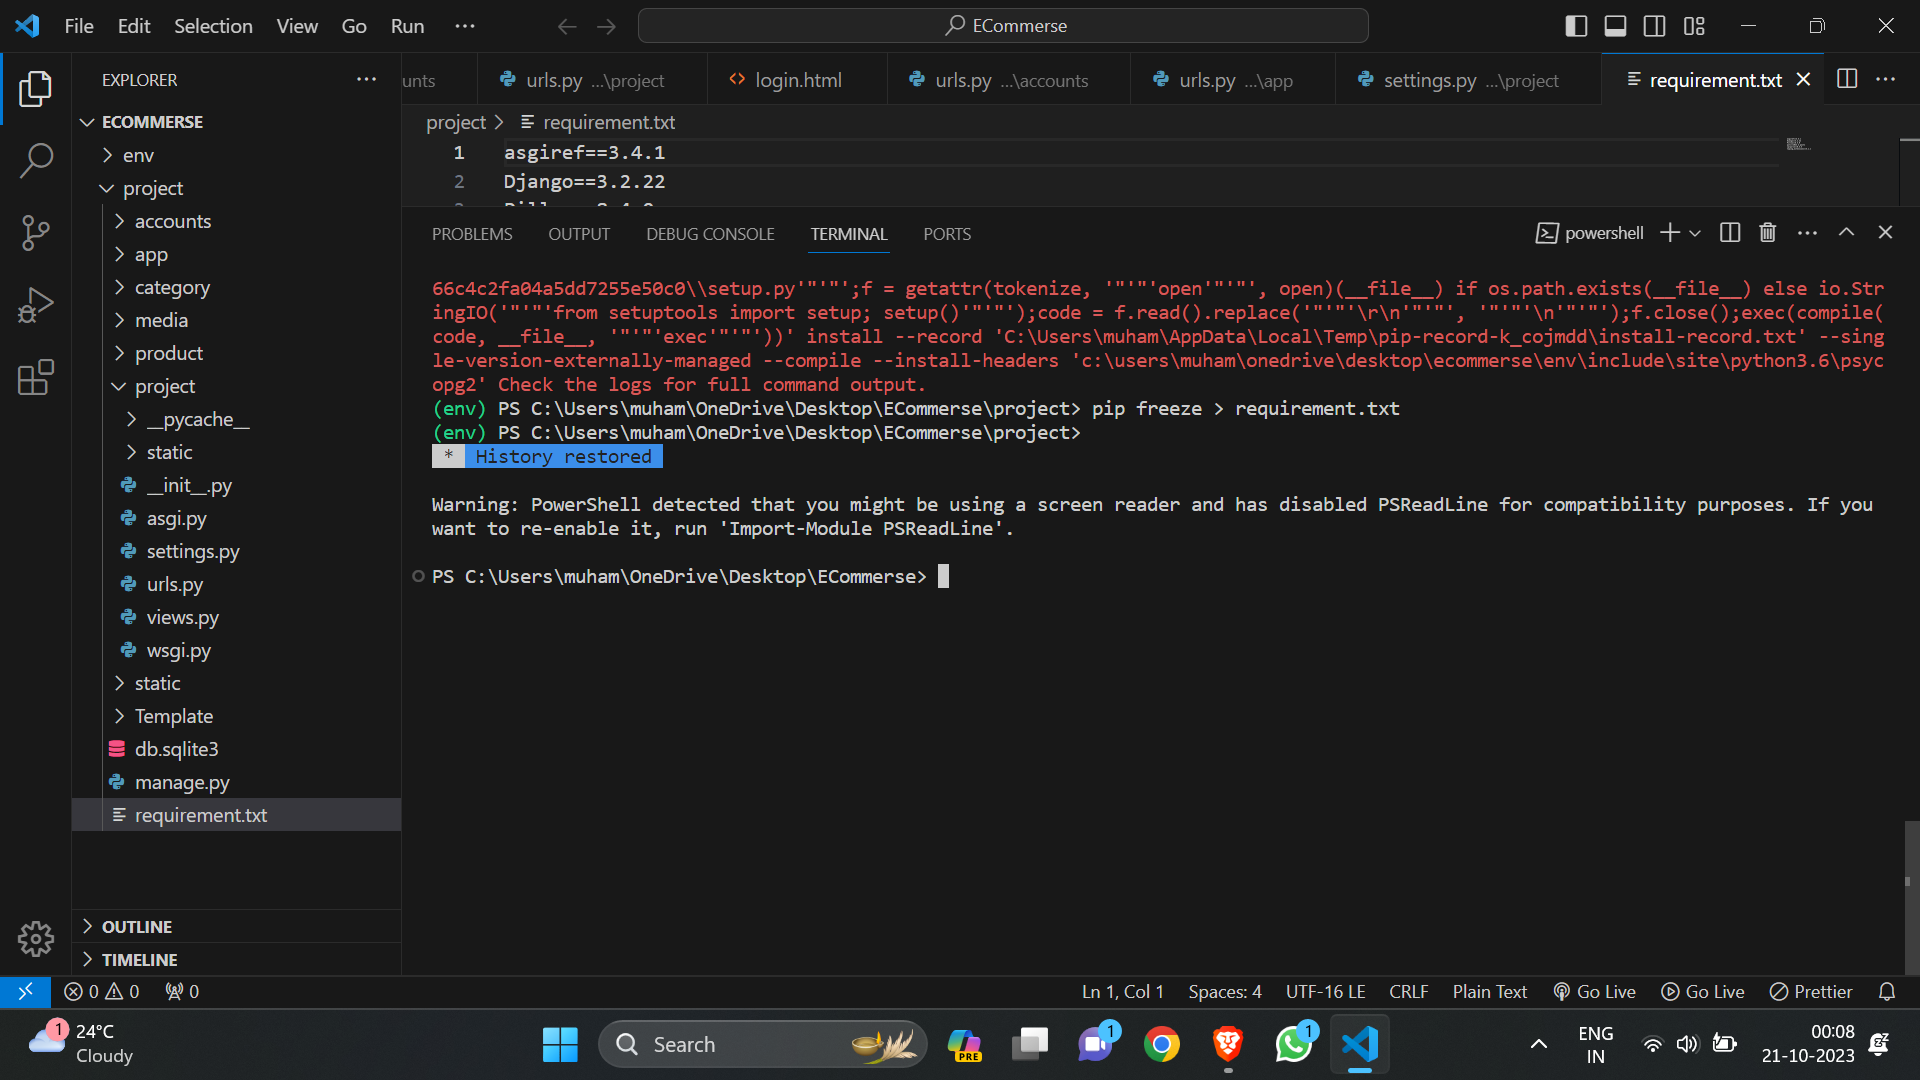 File Edit Selection View Go Run ··· ECommerse
EXPLORER ···
unts urls.py ...\project login.html urls.py ...\accounts urls.py ...\app settings.py ...\project requirement.txt ···
ECOMMERSE
env
project
accounts
app
category
media
product
project
__pycache__
static
__init__.py
asgi.py
settings.py
urls.py
views.py
wsgi.py
static
Template
db.sqlite3
manage.py
requirement.txt
OUTLINE
TIMELINE
project > requirement.txt
1 asgiref==3.4.1
2 Django==3.2.22
PROBLEMS OUTPUT DEBUG CONSOLE TERMINAL PORTS powershell ···
66c4c2fa04a5dd7255e50c0\\setup.py'"'"';f = getattr(tokenize, '"'"'open'"'"', open)(__file__) if os.path.exists(__file__) else io.Str
ingIO('"'"'from setuptools import setup; setup()'"'"');code = f.read().replace('"'"'\r\n'"'"', '"'"'\n'"'"');f.close();exec(compile(
code, __file__, '"'"'exec'"'"'))' install --record 'C:\Users\muham\AppData\Local\Temp\pip-record-k_cojmdd\install-record.txt' --sing
le-version-externally-managed --compile --install-headers 'c:\users\muham\onedrive\desktop\ecommerse\env\include\site\python3.6\psyc
opg2' Check the logs for full command output.
(env) PS C:\Users\muham\OneDrive\Desktop\ECommerse\project> pip freeze > requirement.txt
(env) PS C:\Users\muham\OneDrive\Desktop\ECommerse\project>
* History restored
Warning: PowerShell detected that you might be using a screen reader and has disabled PSReadLine for compatibility purposes. If you
want to re-enable it, run 'Import-Module PSReadLine'.
PS C:\Users\muham\OneDrive\Desktop\ECommerse>
0 0 0 Ln 1, Col 1 Spaces: 4 UTF-16 LE CRLF Plain Text Go Live Go Live Prettier
1 24°C
Cloudy
Search PRE 1 1
ENG
IN
00:08
21-10-2023